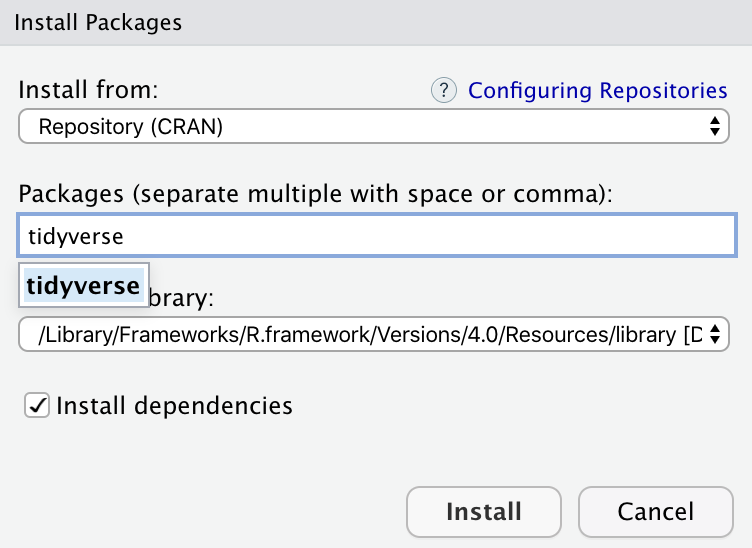 Install Packages
Install from:
? Configuring Repositories
Repository (CRAN)
Packages (separate multiple with space or comma):
tidyverse
tidyverse
brary:
/Library/Frameworks/R.framework/Versions/4.0/Resources/library [D
Install dependencies
Install
Cancel